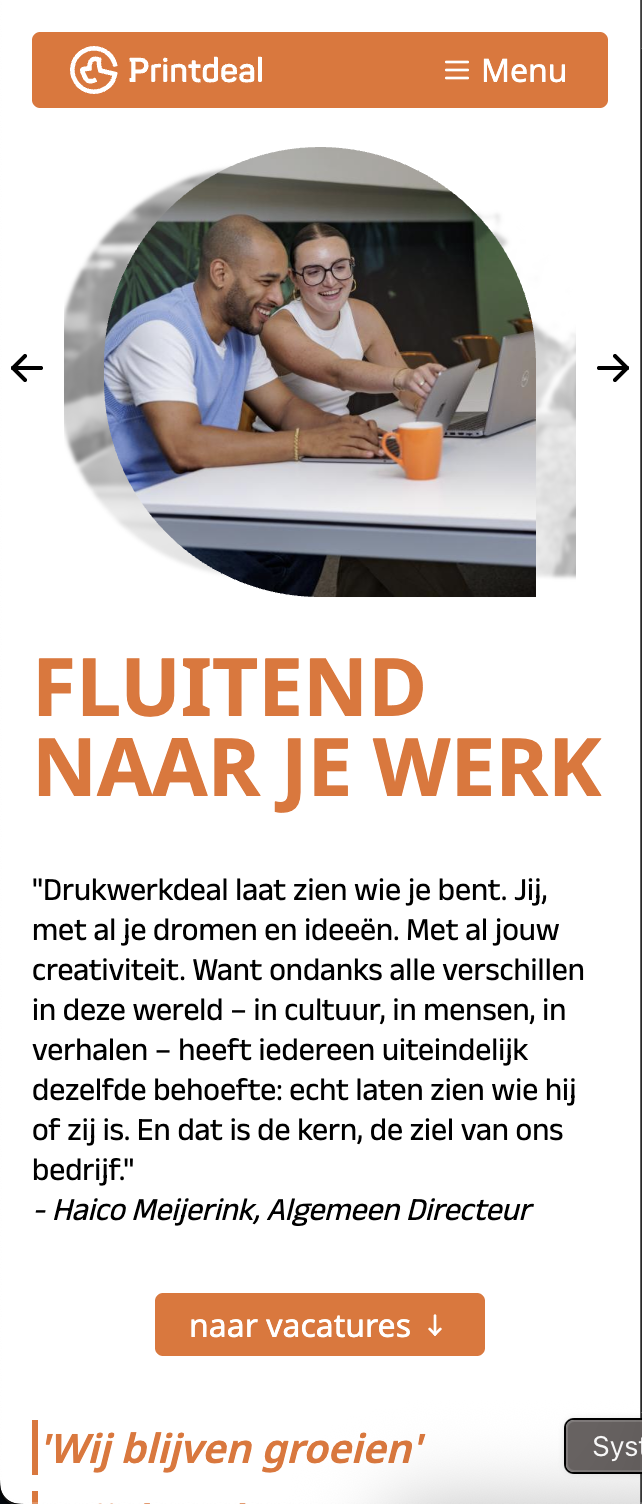 Printdeal
Menu
FLUITEND
NAAR JE WERK
"Drukwerkdeal laat zien wie je bent. Jij,
met al je dromen en ideeën. Met al jouw
creativiteit. Want ondanks alle verschillen
in deze wereld – in cultuur, in mensen, in
verhalen – heeft iedereen uiteindelijk
dezelfde behoefte: echt laten zien wie hij
of zij is. En dat is de kern, de ziel van ons
bedrijf."
- Haico Meijerink, Algemeen Directeur
naar vacatures ↓
'Wij blijven groeien'